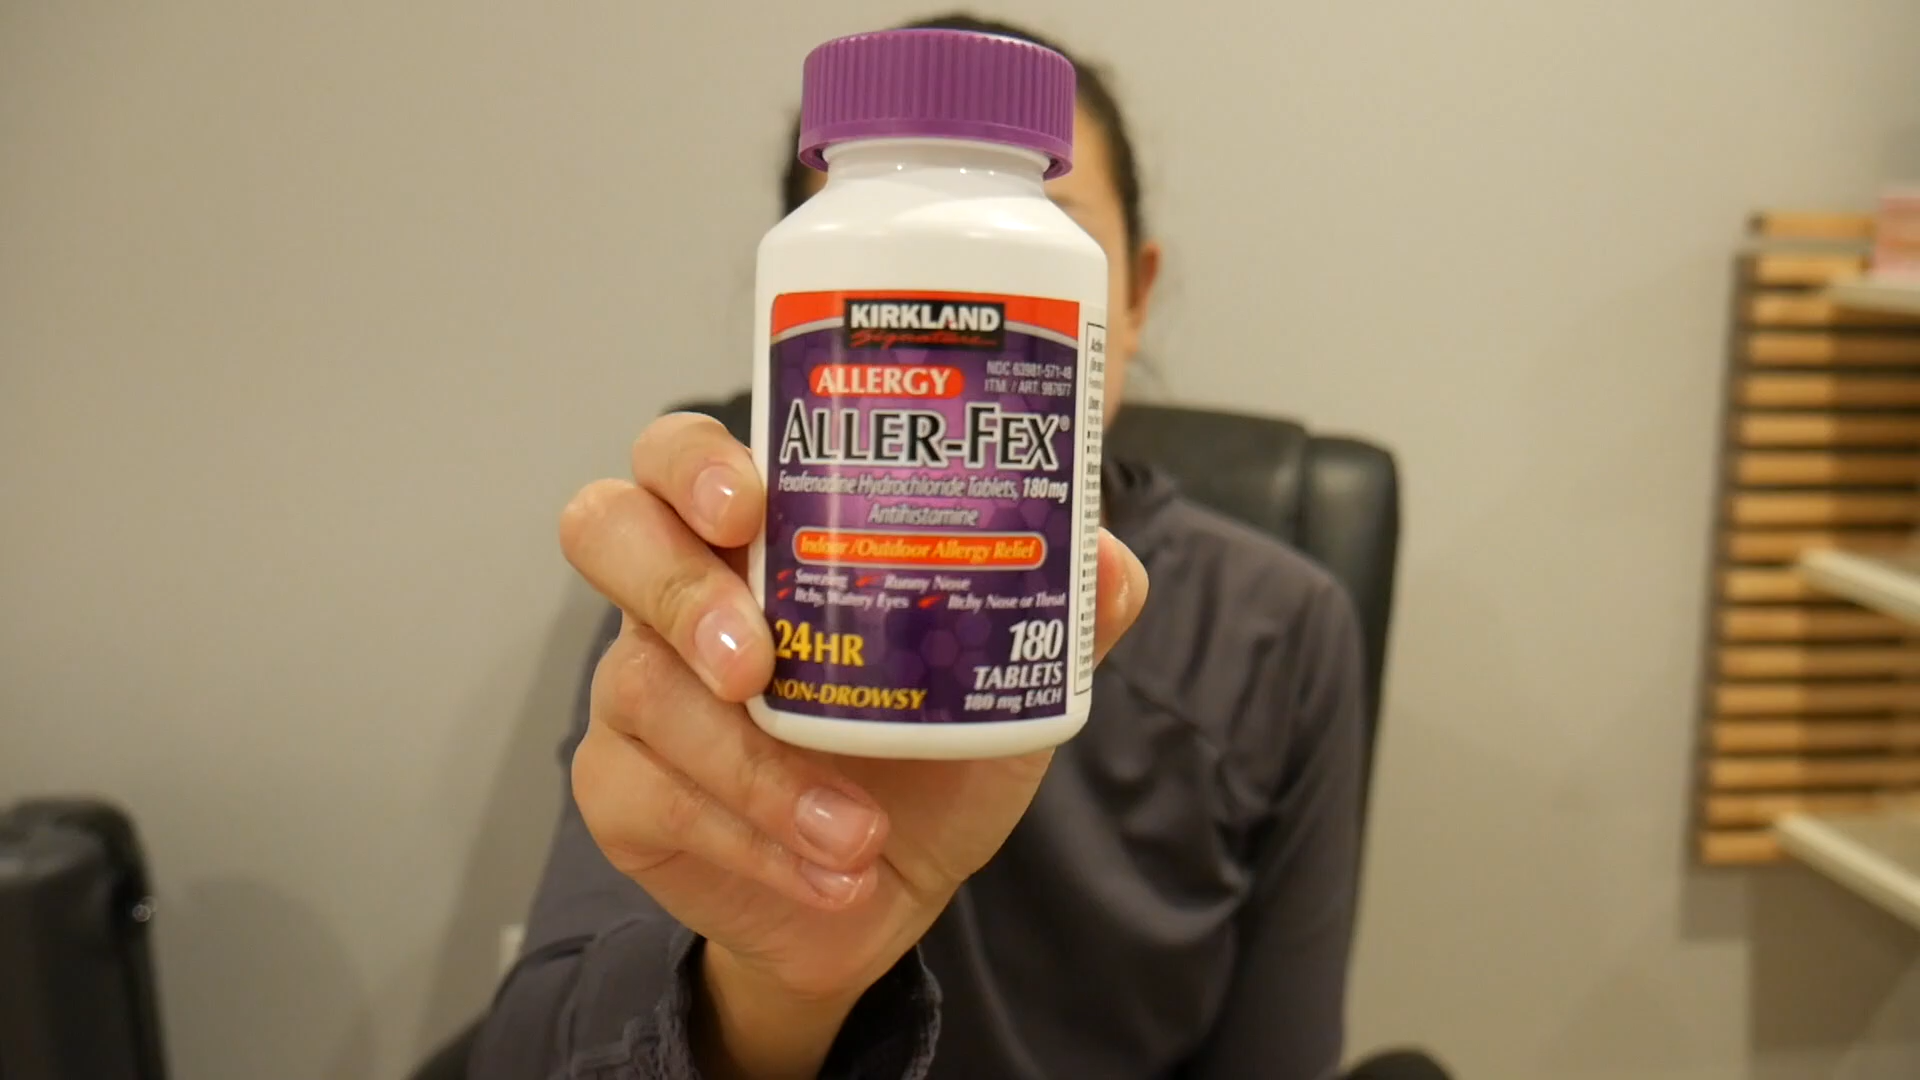 KIRKLAND
Signature
ALLERGY
NDC 63981-571-48
ITM. / ART. 987677
ALLER-FEX®
Fexofenadine Hydrochloride Tablets, 180 mg
Antihistamine
Indoor/Outdoor Allergy Relief
Sneezing Runny Nose
Itchy, Watery Eyes Itchy Nose or Throat
24HR
180
TABLETS
NON-DROWSY
180 mg EACH